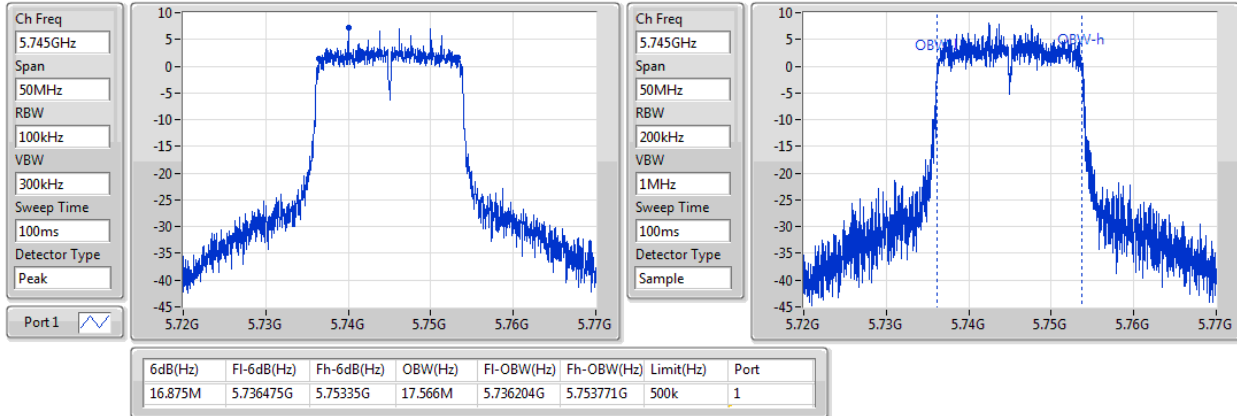 Ch Freq
5.745GHz
Span
50MHz
RBW
100kHz
VBW
300kHz
Sweep Time
100ms
Detector Type
Peak
Port 1
10
5
0
-5
-10
-15
-20
-25
-30
-35
-40
-45
5.72G 5.73G 5.74G 5.75G 5.76G 5.77G
Ch Freq
5.745GHz
Span
50MHz
RBW
200kHz
VBW
1MHz
Sweep Time
100ms
Detector Type
Sample
10
5
0
-5
-10
-15
-20
-25
-30
-35
-40
-45
OBW-h
5.72G 5.73G 5.74G 5.75G 5.76G 5.77G
6dB(Hz) Fl-6dB(Hz) Fh-6dB(Hz) OBW(Hz) Fl-OBW(Hz) Fh-OBW(Hz) Limit(Hz) Port
16.875M 5.736475G 5.75335G 17.566M 5.736204G 5.753771G 500k 1